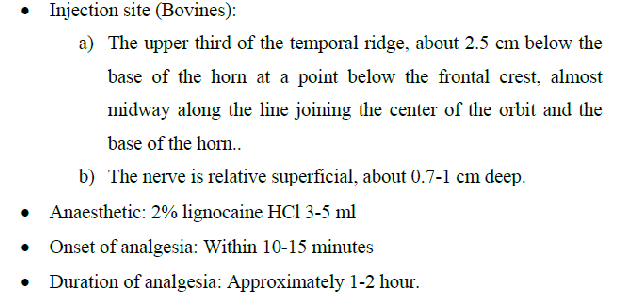 • Injection site (Bovines):
a) The upper third of the temporal ridge, about 2.5 cm below the
base of the horn at a point below the frontal crest, almost
midway along the line joining the center of the orbit and the
base of the horn..
b) The nerve is relative superficial, about 0.7-1 cm deep.
• Anaesthetic: 2% lignocaine HCl 3-5 ml
• Onset of analgesia: Within 10-15 minutes
• Duration of analgesia: Approximately 1-2 hour.